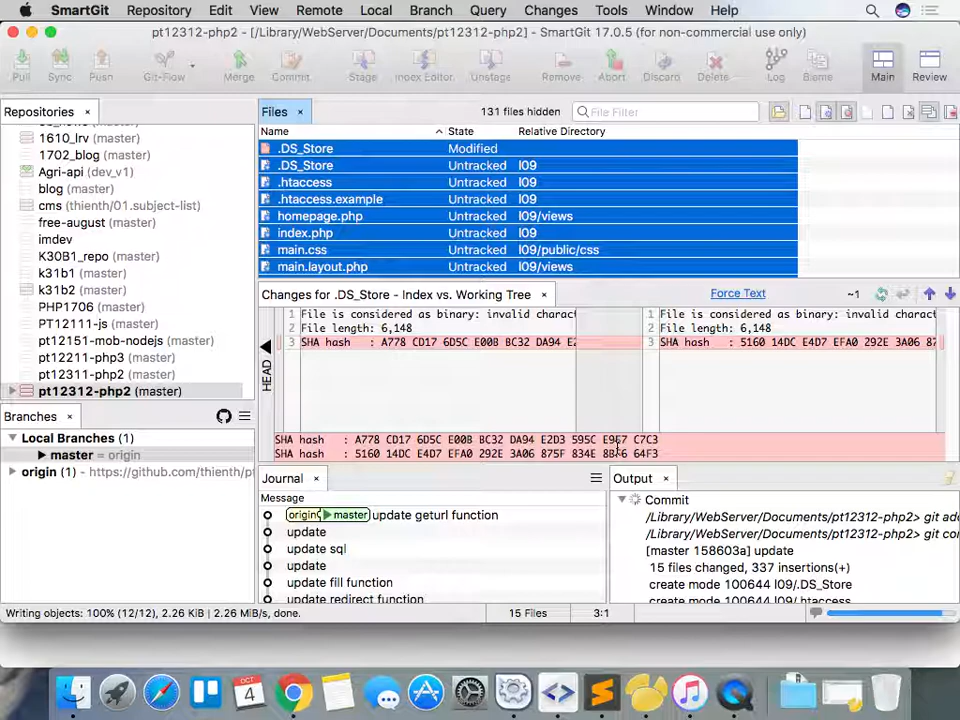 SmartGit Repository Edit View Remote Local Branch Query Changes Tools Window Help
pt12312-php2 - [/Library/WebServer/Documents/pt12312-php2] - SmartGit 17.0.5 (for non-commercial use only)
Pull Sync Push Git-Flow Merge Commit Stage Index Editor Unstage Remove Abort Discard Delete Log Blame Main Review
Repositories
1610_lrv (master)
1702_blog (master)
Agri-api (dev_v1)
blog (master)
cms (thienth/01.subject-list)
free-august (master)
imdev
K30B1_repo (master)
k31b1 (master)
k31b2 (master)
PHP1706 (master)
PT12111-js (master)
pt12151-mob-nodejs (master)
pt12211-php3 (master)
pt12311-php2 (master)
pt12312-php2 (master)
Branches
Local Branches (1)
master = origin
origin (1) - https://github.com/thienth/pt
Files 131 files hidden File Filter
Name State Relative Directory
.DS_Store Modified
.DS_Store Untracked l09
.htaccess Untracked l09
.htaccess.example Untracked l09
homepage.php Untracked l09/views
index.php Untracked l09
main.css Untracked l09/public/css
main.layout.php Untracked l09/views
Changes for .DS_Store - Index vs. Working Tree Force Text ~1
HEAD
1 File is considered as binary: invalid charact
2 File length: 6,148
3 SHA hash : A778 CD17 6D5C E00B BC32 DA94 E2
1 File is considered as binary: invalid charact
2 File length: 6,148
3 SHA hash : 5160 14DC E4D7 EFA0 292E 3A06 87
SHA hash : A778 CD17 6D5C E00B BC32 DA94 E2D3 595C E967 C7C3
SHA hash : 5160 14DC E4D7 EFA0 292E 3A06 875F 834E 64F3
Journal
Message
origin master update geturl function
update
update sql
update
update fill function
update redirect function
Output
Commit
/Library/WebServer/Documents/pt12312-php2> git add
/Library/WebServer/Documents/pt12312-php2> git com
[master 158603a] update
15 files changed, 337 insertions(+)
create mode 100644 l09/.DS_Store
create mode 100644 l09/.htaccess
Writing objects: 100% (12/12), 2.26 KiB | 2.26 MiB/s, done. 15 Files 3:1
OCT
4